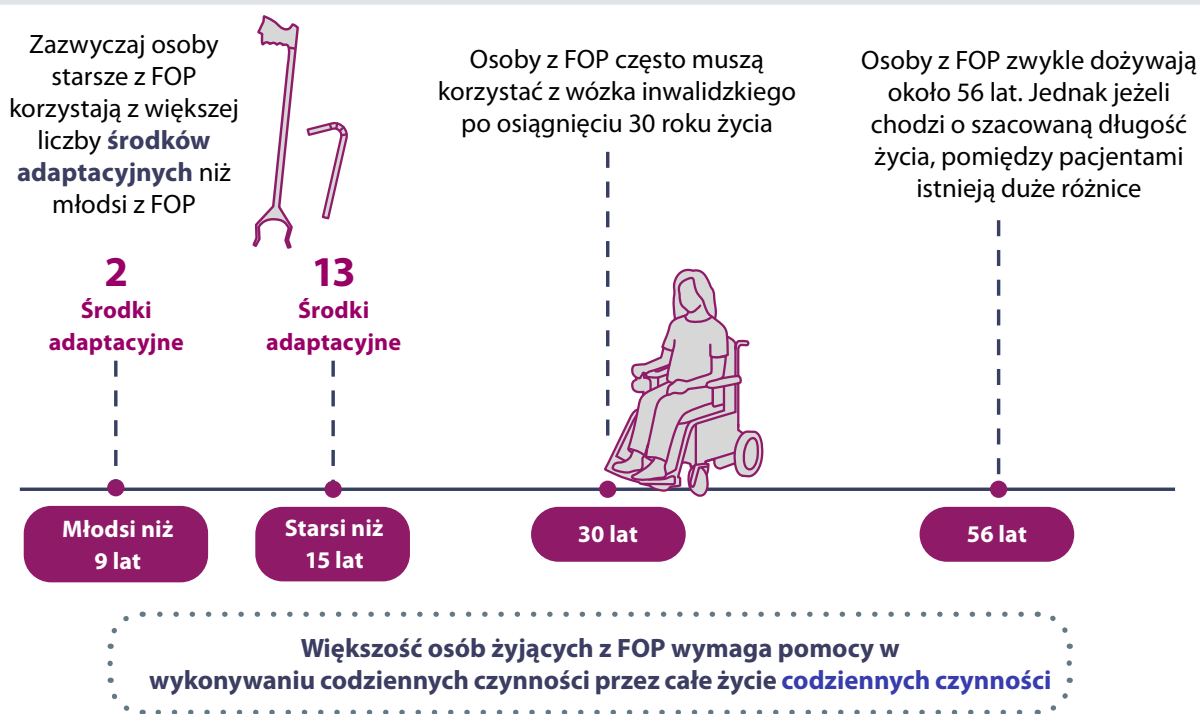 Zazwyczaj osoby
starsze z FOP
korzystają z większej
liczby środków
adaptacyjnych niż
młodsi z FOP
2
Środki
adaptacyjne
13
Środki
adaptacyjne
Osoby z FOP często muszą
korzystać z wózka inwalidzkiego
po osiągnięciu 30 roku życia
Osoby z FOP zwykle dożywają
około 56 lat. Jednak jeżeli
chodzi o szacowaną długość
życia, pomiędzy pacjentami
istnieją duże różnice
Młodsi niż
9 lat
Starsi niż
15 lat
30 lat
56 lat
Większość osób żyjących z FOP wymaga pomocy w
wykonywaniu codziennych czynności przez całe życie codziennych czynności